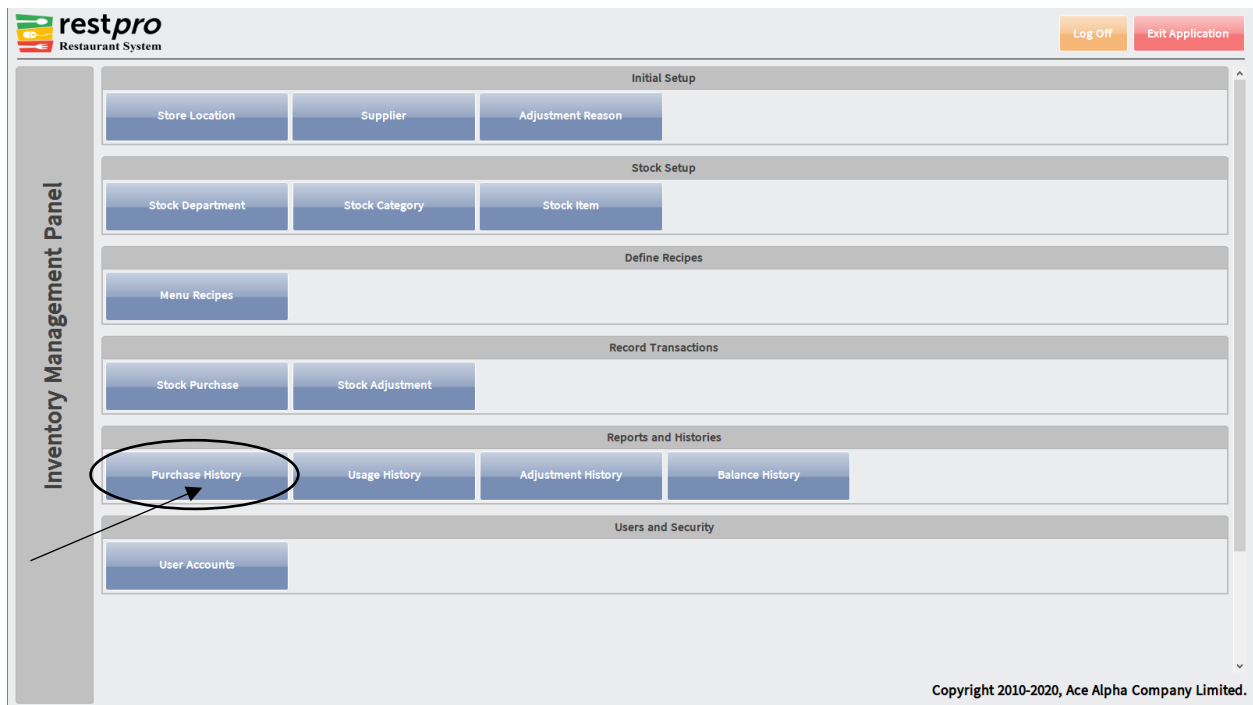 restpro
Restaurant System
Log Off Exit Application
Inventory Management Panel
Initial Setup
Store Location Supplier Adjustment Reason
Stock Setup
Stock Department Stock Category Stock Item
Define Recipes
Menu Recipes
Record Transactions
Stock Purchase Stock Adjustment
Reports and Histories
Purchase History Usage History Adjustment History Balance History
Users and Security
User Accounts
Copyright 2010-2020, Ace Alpha Company Limited.